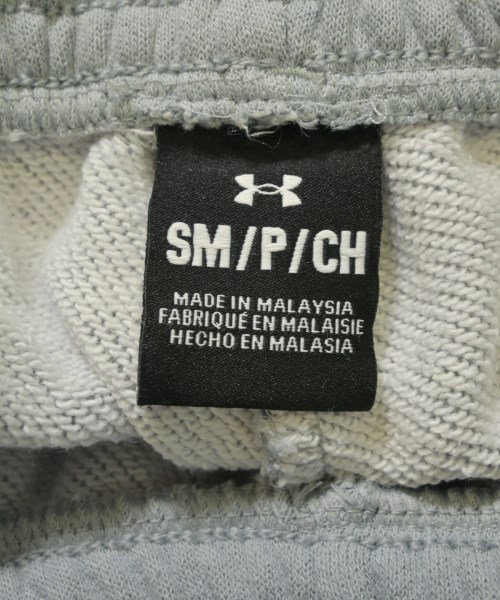 SM/P/CH
MADE IN MALAYSIA
FABRIQUÉ EN MALAISIE
HECHO EN MALASIA